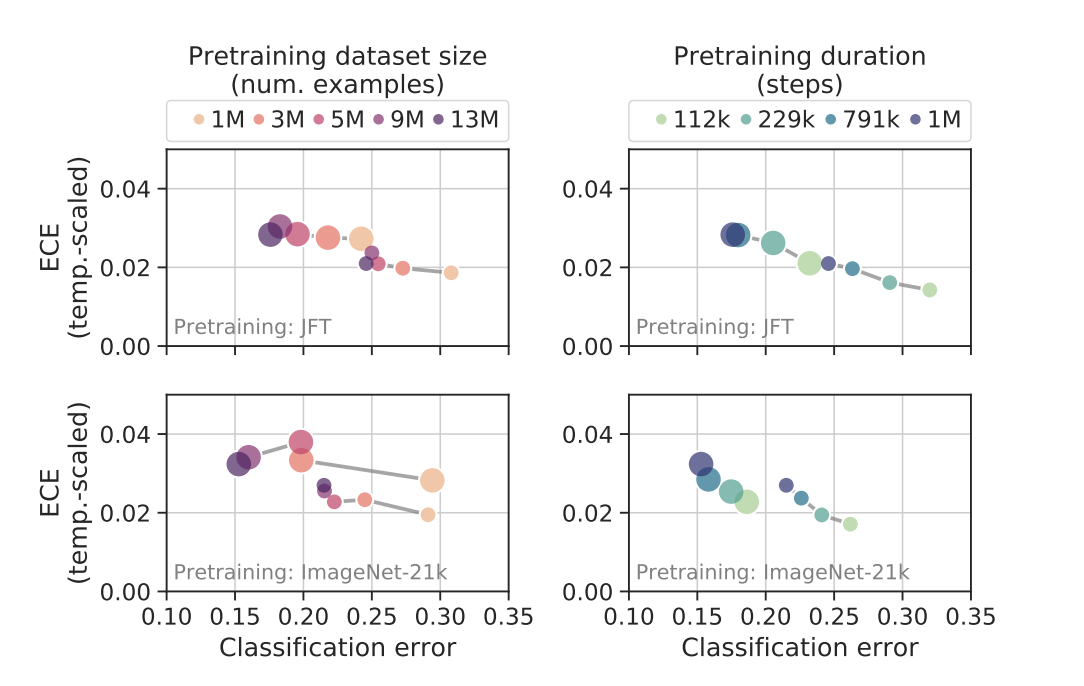 Pretraining dataset size
(num. examples)
1M 3M 5M 9M 13M
Pretraining duration
(steps)
112k 229k 791k 1M
ECE
(temp.-scaled)
0.04
0.02
0.00
Pretraining: JFT
0.04
0.02
0.00
Pretraining: JFT
ECE
(temp.-scaled)
0.04
0.02
0.00
Pretraining: ImageNet-21k
0.10 0.15 0.20 0.25 0.30 0.35
Classification error
0.04
0.02
0.00
Pretraining: ImageNet-21k
0.10 0.15 0.20 0.25 0.30 0.35
Classification error